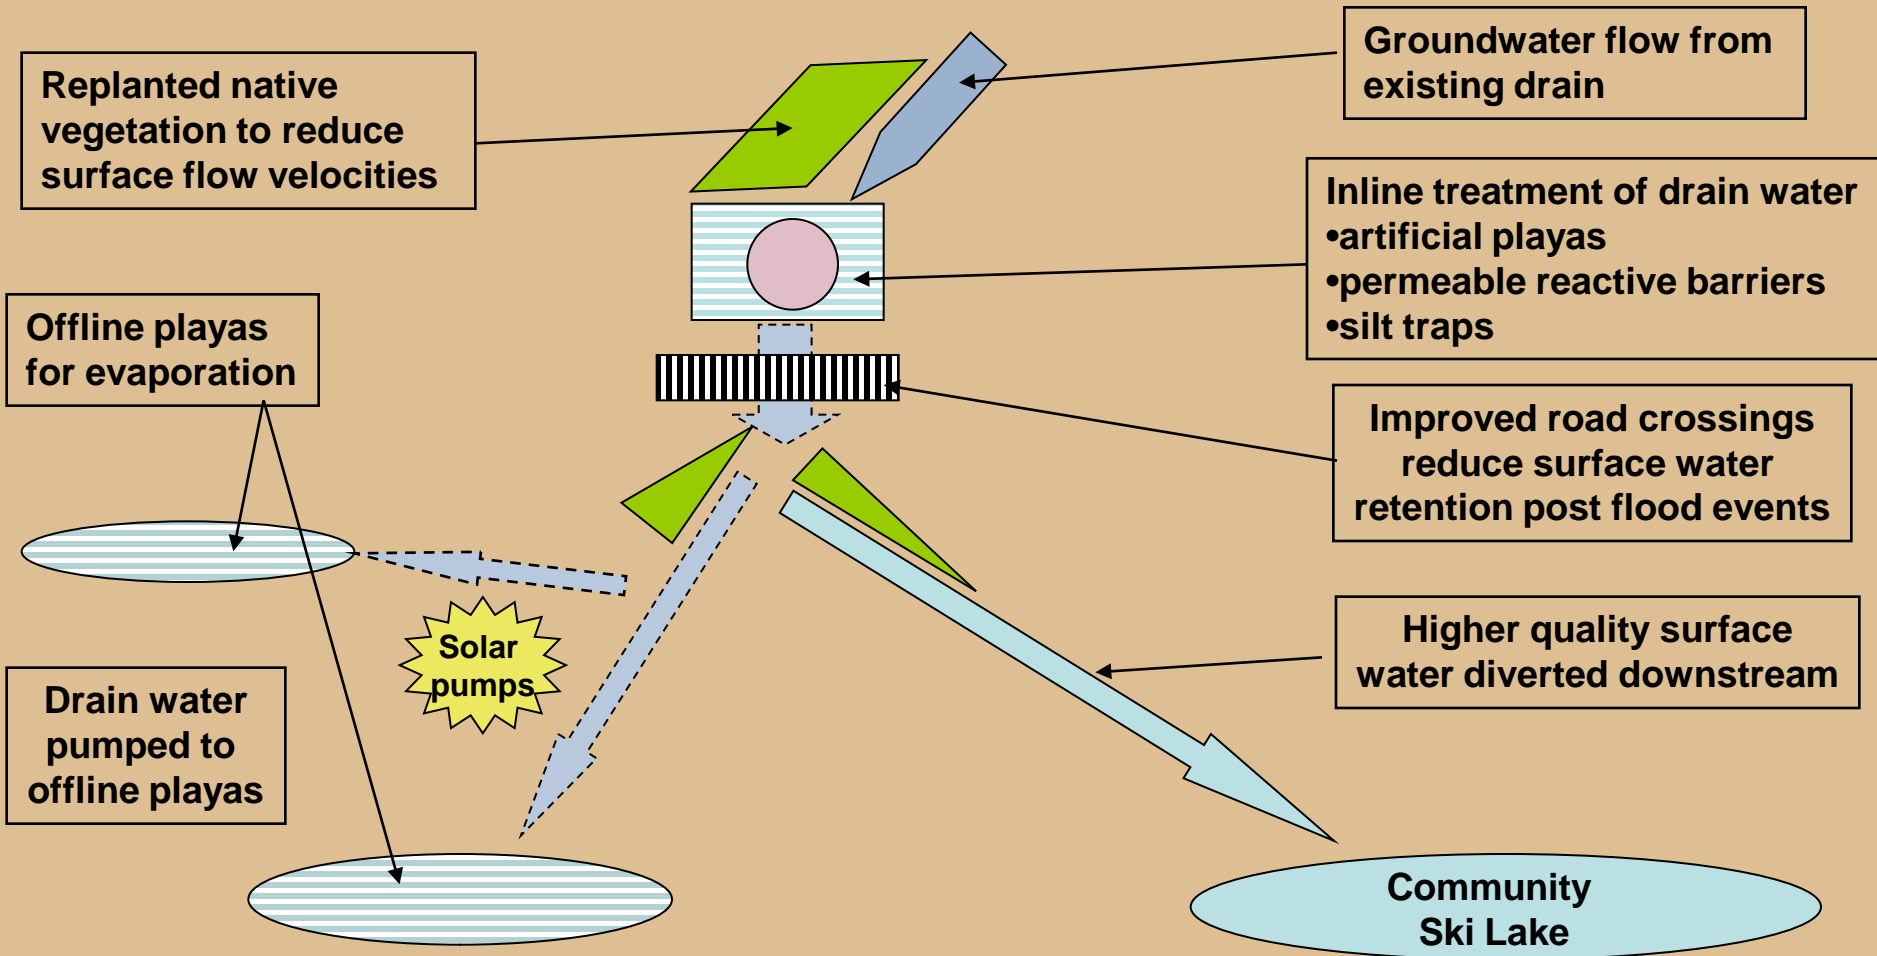 Replanted native
vegetation to reduce
surface flow velocities
Groundwater flow from
existing drain
Inline treatment of drain water
•artificial playas
•permeable reactive barriers
•silt traps
Offline playas
for evaporation
Improved road crossings
reduce surface water
retention post flood events
Solar
pumps
Higher quality surface
water diverted downstream
Drain water
pumped to
offline playas
Community
Ski Lake